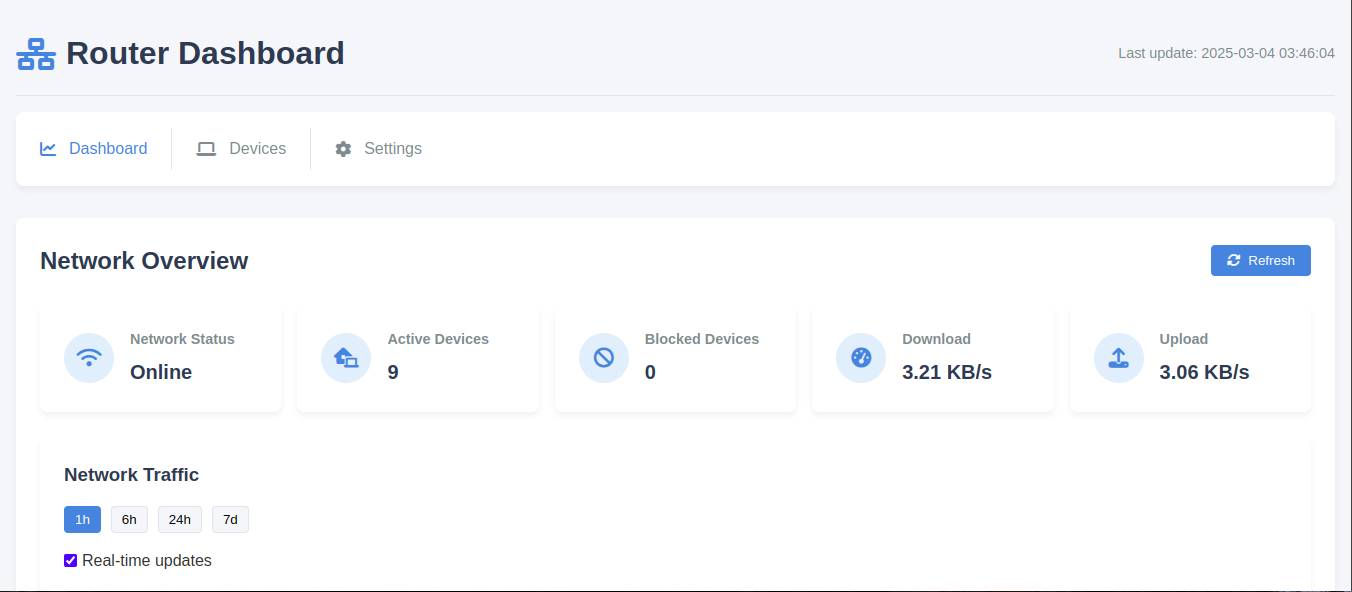 Router Dashboard
Last update: 2025-03-04 03:46:04
Dashboard
Devices
Settings
Network Overview
Refresh
Network Status
Online
Active Devices
9
Blocked Devices
0
Download
3.21 KB/s
Upload
3.06 KB/s
Network Traffic
1h
6h
24h
7d
Real-time updates